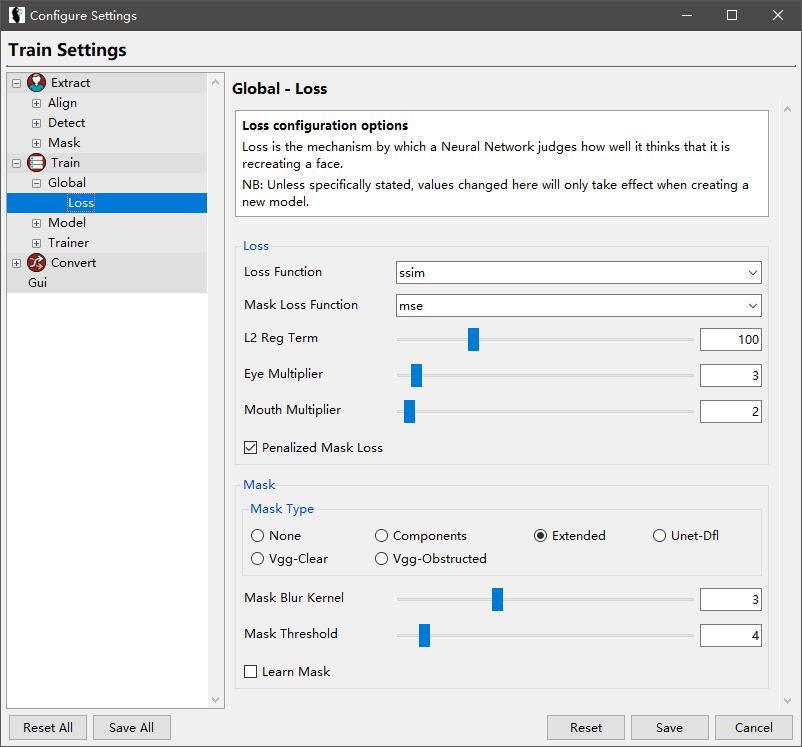 Configure Settings
Train Settings
Extract
Align
Detect
Mask
Train
Global
Loss
Model
Trainer
Convert
Gui
Global - Loss
Loss configuration options
Loss is the mechanism by which a Neural Network judges how well it thinks that it is
recreating a face.
NB: Unless specifically stated, values changed here will only take effect when creating a
new model.
Loss
Loss Function ssim
Mask Loss Function mse
L2 Reg Term 100
Eye Multiplier 3
Mouth Multiplier 2
Penalized Mask Loss
Mask
Mask Type
None Components Extended Unet-Dfl
Vgg-Clear Vgg-Obstructed
Mask Blur Kernel 3
Mask Threshold 4
Learn Mask
Reset All Save All Reset Save Cancel